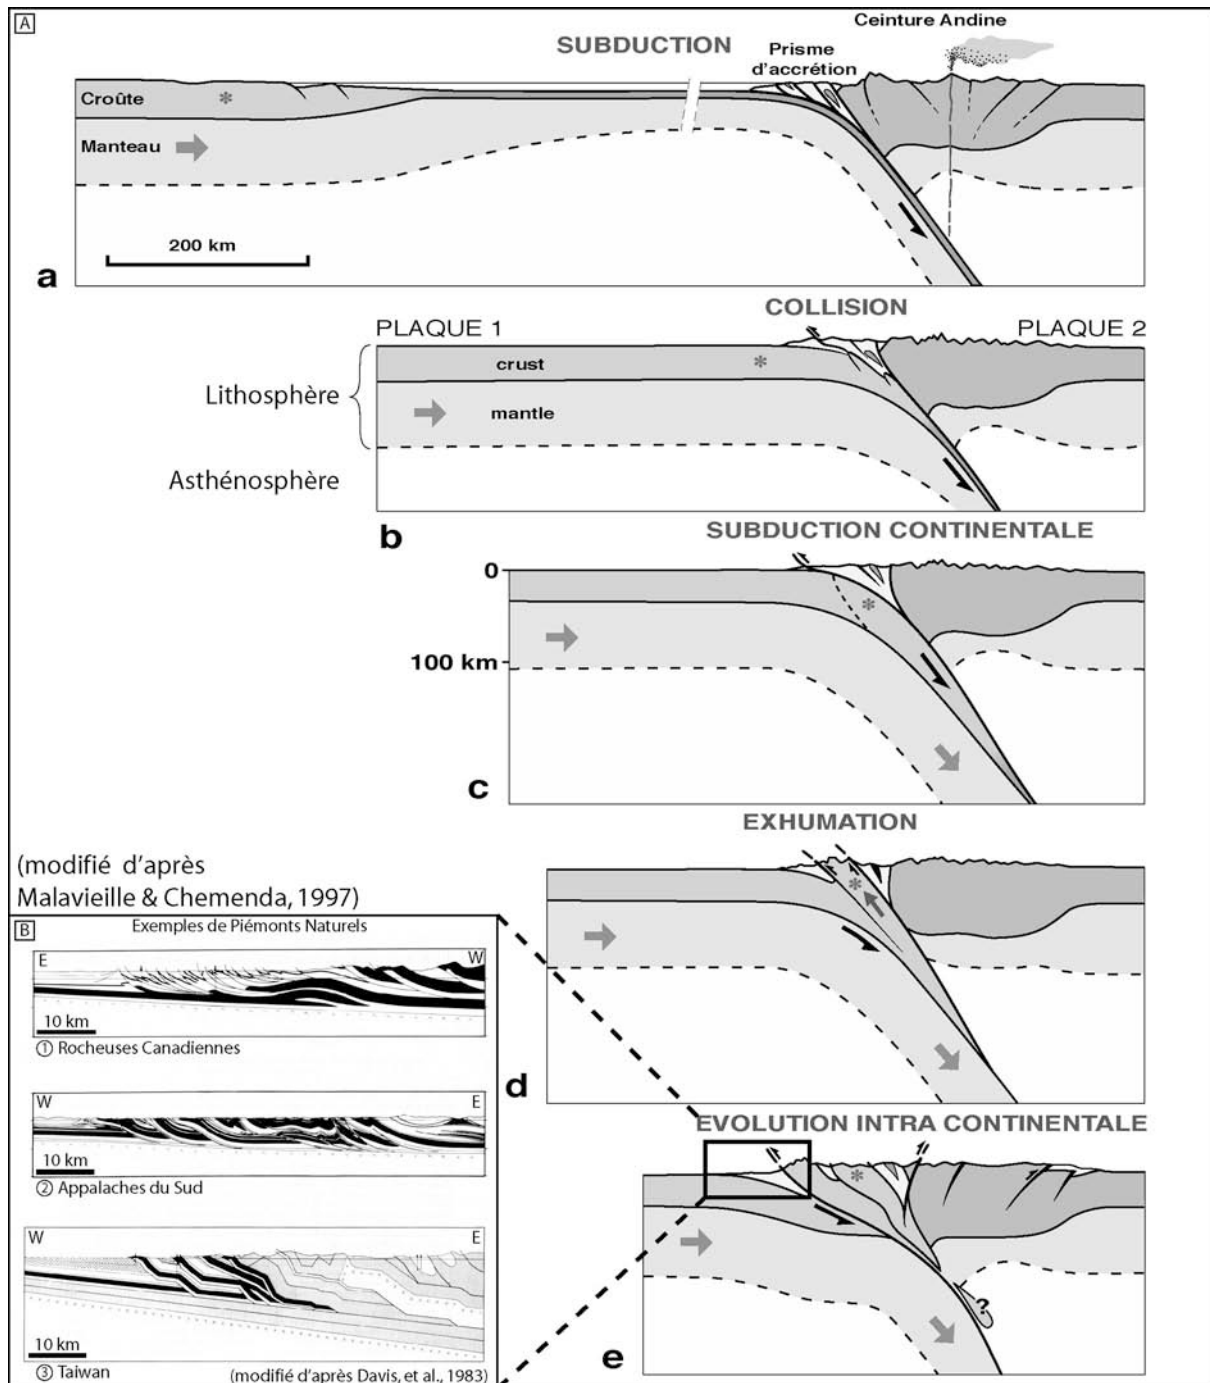 A
Ceinture Andine
SUBDUCTION
Prisme
d'accrétion
Croûte
*
Manteau
200 km
a
COLLISION
PLAQUE 1
PLAQUE 2
crust
*
Lithosphère
mantle
Asthénosphère
b
SUBDUCTION CONTINENTALE
0
*
100 km
c
EXHUMATION
*
(modifié d'après
Malavieille & Chemenda, 1997)
B
Exemples de Piémonts Naturels
E
W
10 km
① Rocheuses Canadiennes
d
W
E
10 km
② Appalaches du Sud
EVOLUTION INTRA CONTINENTALE
*
W
E
?
10 km
③ Taiwan
(modifié d'après Davis, et al., 1983)
e